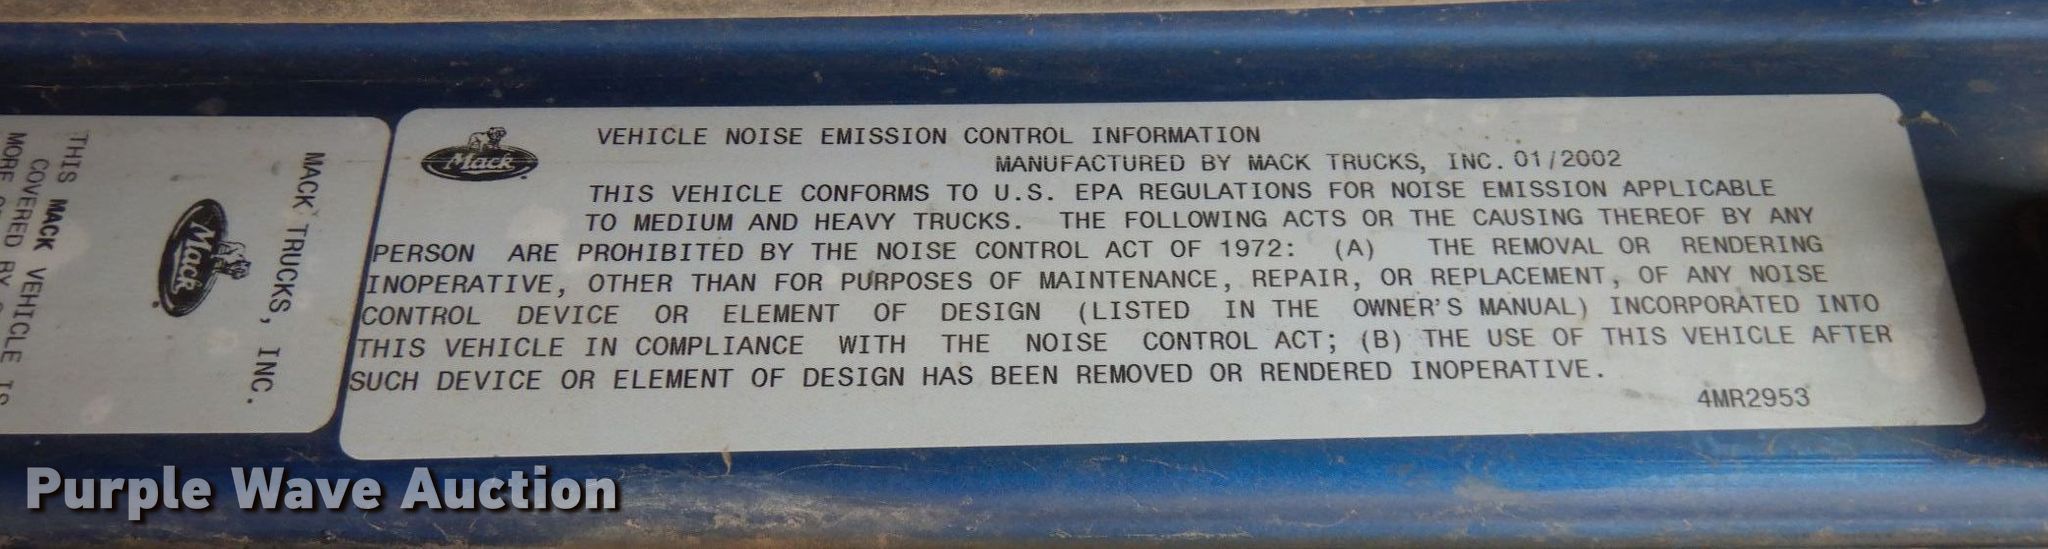 Mack
VEHICLE NOISE EMISSION CONTROL INFORMATION
MANUFACTURED BY MACK TRUCKS, INC. 01/2002
THIS VEHICLE CONFORMS TO U.S. EPA REGULATIONS FOR NOISE EMISSION APPLICABLE
TO MEDIUM AND HEAVY TRUCKS. THE FOLLOWING ACTS OR THE CAUSING THEREOF BY ANY
PERSON ARE PROHIBITED BY THE NOISE CONTROL ACT OF 1972: (A) THE REMOVAL OR RENDERING
INOPERATIVE, OTHER THAN FOR PURPOSES OF MAINTENANCE, REPAIR, OR REPLACEMENT, OF ANY NOISE
CONTROL DEVICE OR ELEMENT OF DESIGN (LISTED IN THE OWNER'S MANUAL) INCORPORATED INTO
THIS VEHICLE IN COMPLIANCE WITH THE NOISE CONTROL ACT; (B) THE USE OF THIS VEHICLE AFTER
SUCH DEVICE OR ELEMENT OF DESIGN HAS BEEN REMOVED OR RENDERED INOPERATIVE.
4MR2953
MACK TRUCKS, INC.
Mack
THIS MACK VEHICLE IS
COVERED BY
MORE
Purple Wave Auction